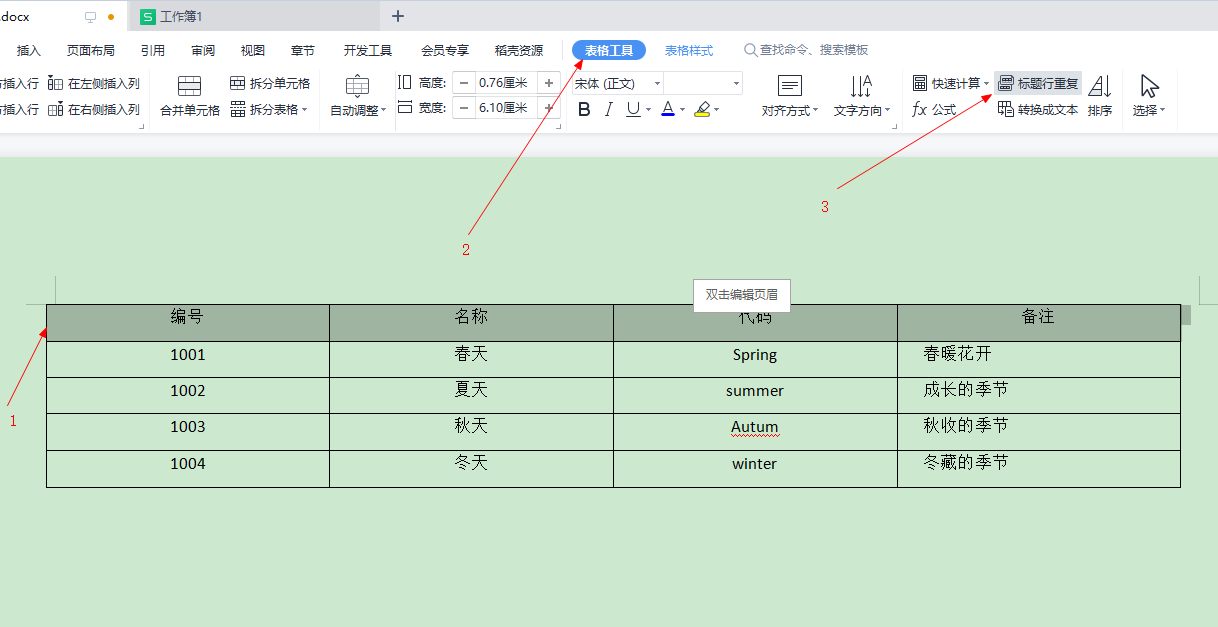 .docx 工作簿1
插入 页面布局 引用 审阅 视图 章节 开发工具 会员专享 稻壳资源 表格工具 表格样式 查找命令、搜索模板
插入行 在左侧插入列 拆分单元格 高度: 0.76厘米 宋体 (正文) 快速计算 标题行重复
插入行 在右侧插入列 合并单元格 拆分表格 自动调整 宽度: 6.10厘米 B I U A 对齐方式 文字方向 fx 公式 转换成文本 排序 选择
3
2
双击编辑页眉
编号 名称 代码 备注
1001 春天 Spring 春暖花开
1002 夏天 summer 成长的季节
1
1003 秋天 Autum 秋收的季节
1004 冬天 winter 冬藏的季节